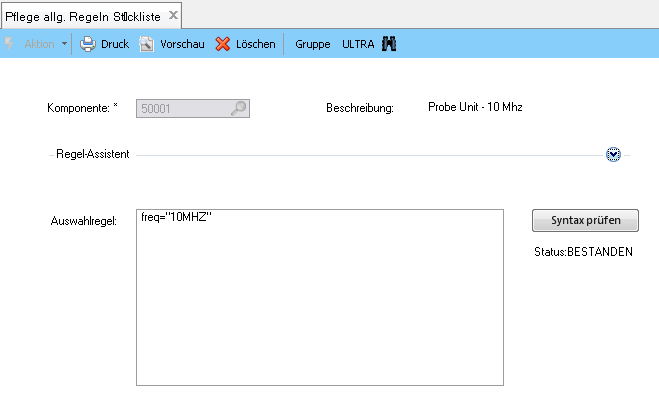 Pflege allg. Regeln Stückliste
Aktion Druck Vorschau Löschen Gruppe ULTRA
Komponente: * 50001 Beschreibung: Probe Unit - 10 Mhz
Regel-Assistent
Auswahlregel: freq="10MHZ" Syntax prüfen
Status:BESTANDEN